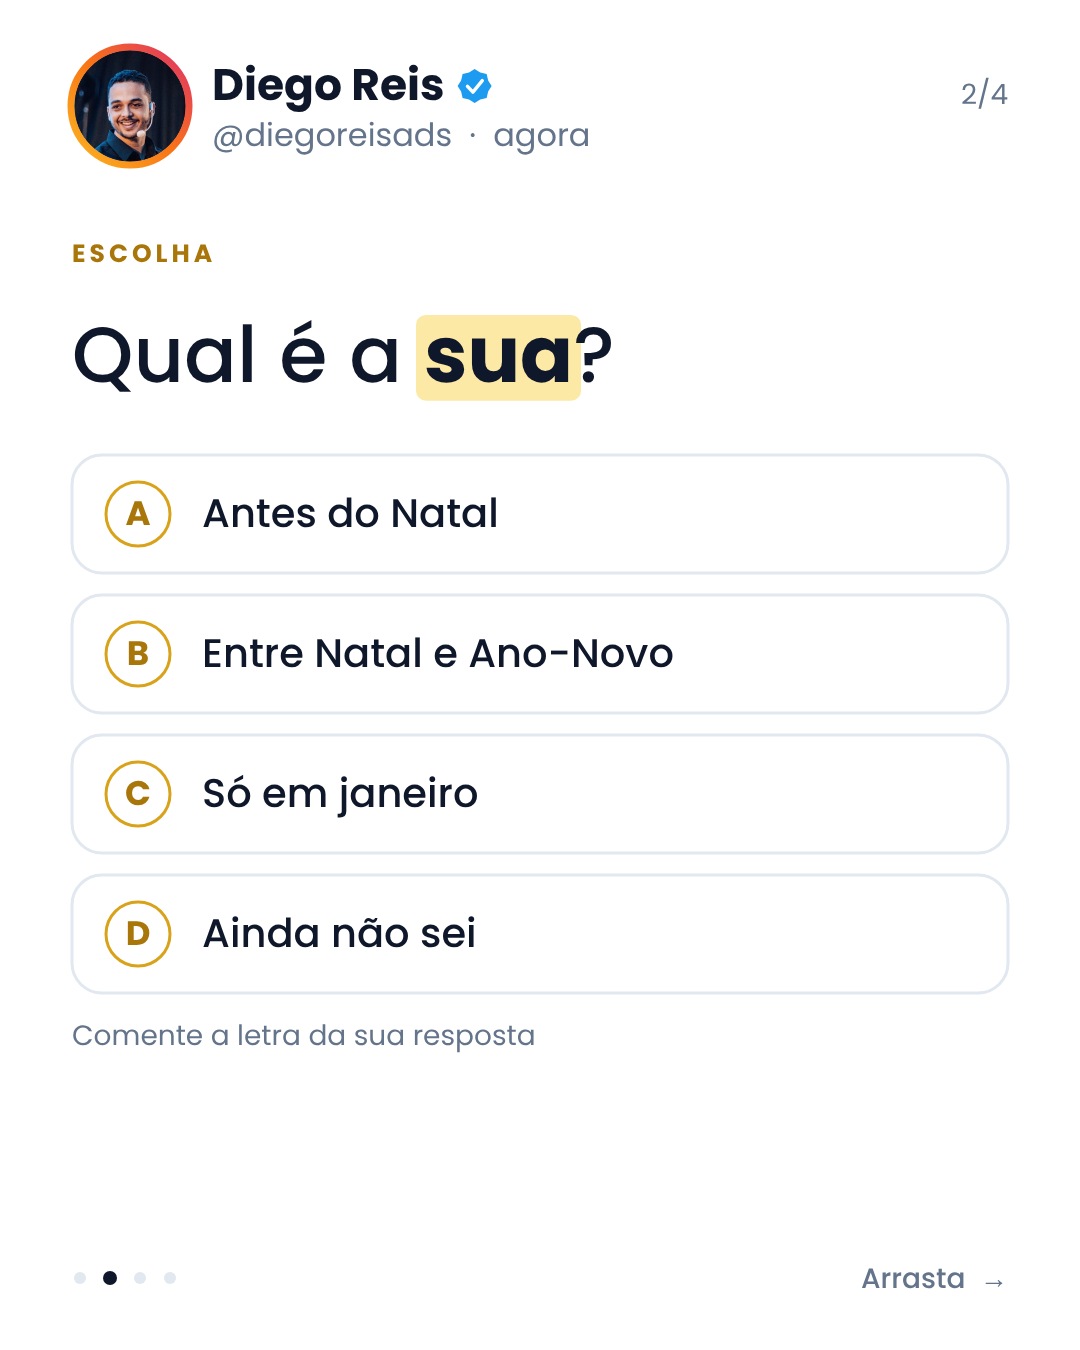 Diego Reis
2/4
@diegoreisads · agora
ESCOLHA
Qual é a sua?
A Antes do Natal
B Entre Natal e Ano-Novo
C Só em janeiro
D Ainda não sei
Comente a letra da sua resposta
Arrasta →